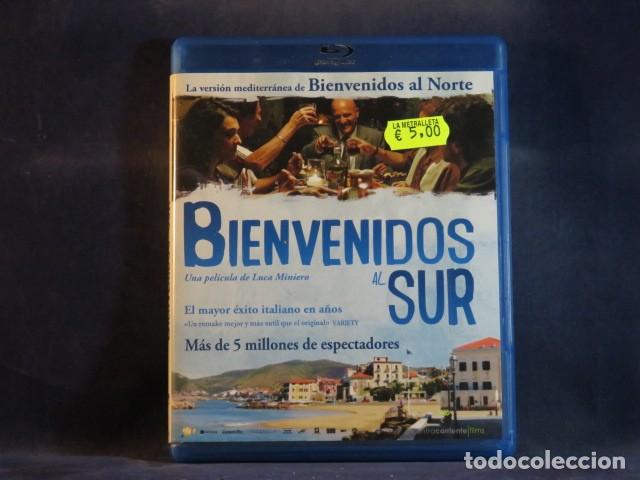 La versión mediterránea de Bienvenidos al Norte
LA METRALLETA
€ 5,00
BIENVENIDOS
AL
SUR
Una película de Luca Miniero
El mayor éxito italiano en años
«Un remake mejor y más sutil que el original» VARIETY
Más de 5 millones de espectadores
films
todocoleccion.net